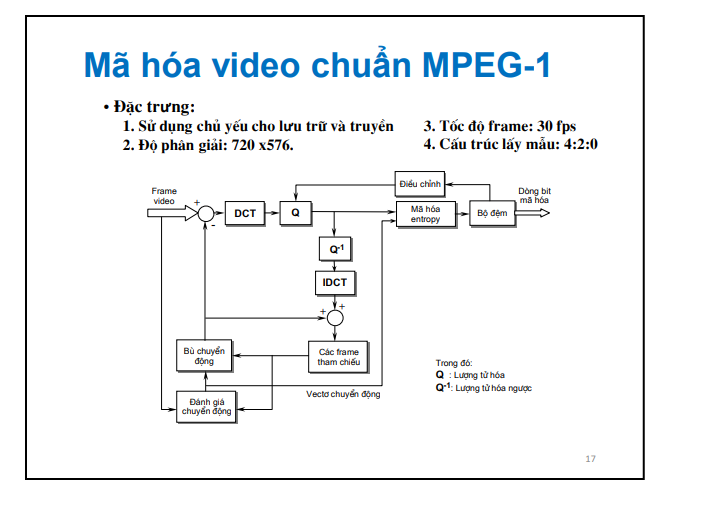 Mã hóa video chuẩn MPEG-1
• Đặc trưng:
1. Sử dụng chủ yếu cho lưu trữ và truyền
2. Độ phân giải: 720 x576.
3. Tốc độ frame: 30 fps
4. Cấu trúc lấy mẫu: 4:2:0
Điều chỉnh
Frame
video
Dòng bit
mã hóa
+
-
DCT
Q
Mã hóa
entropy
Bộ đệm
Q-1
IDCT
+
+
Bù chuyển
động
Các frame
tham chiếu
Đánh giá
chuyển động
Vectơ chuyển động
Trong đó:
Q : Lượng tử hóa
Q-1: Lượng tử hóa ngược
17